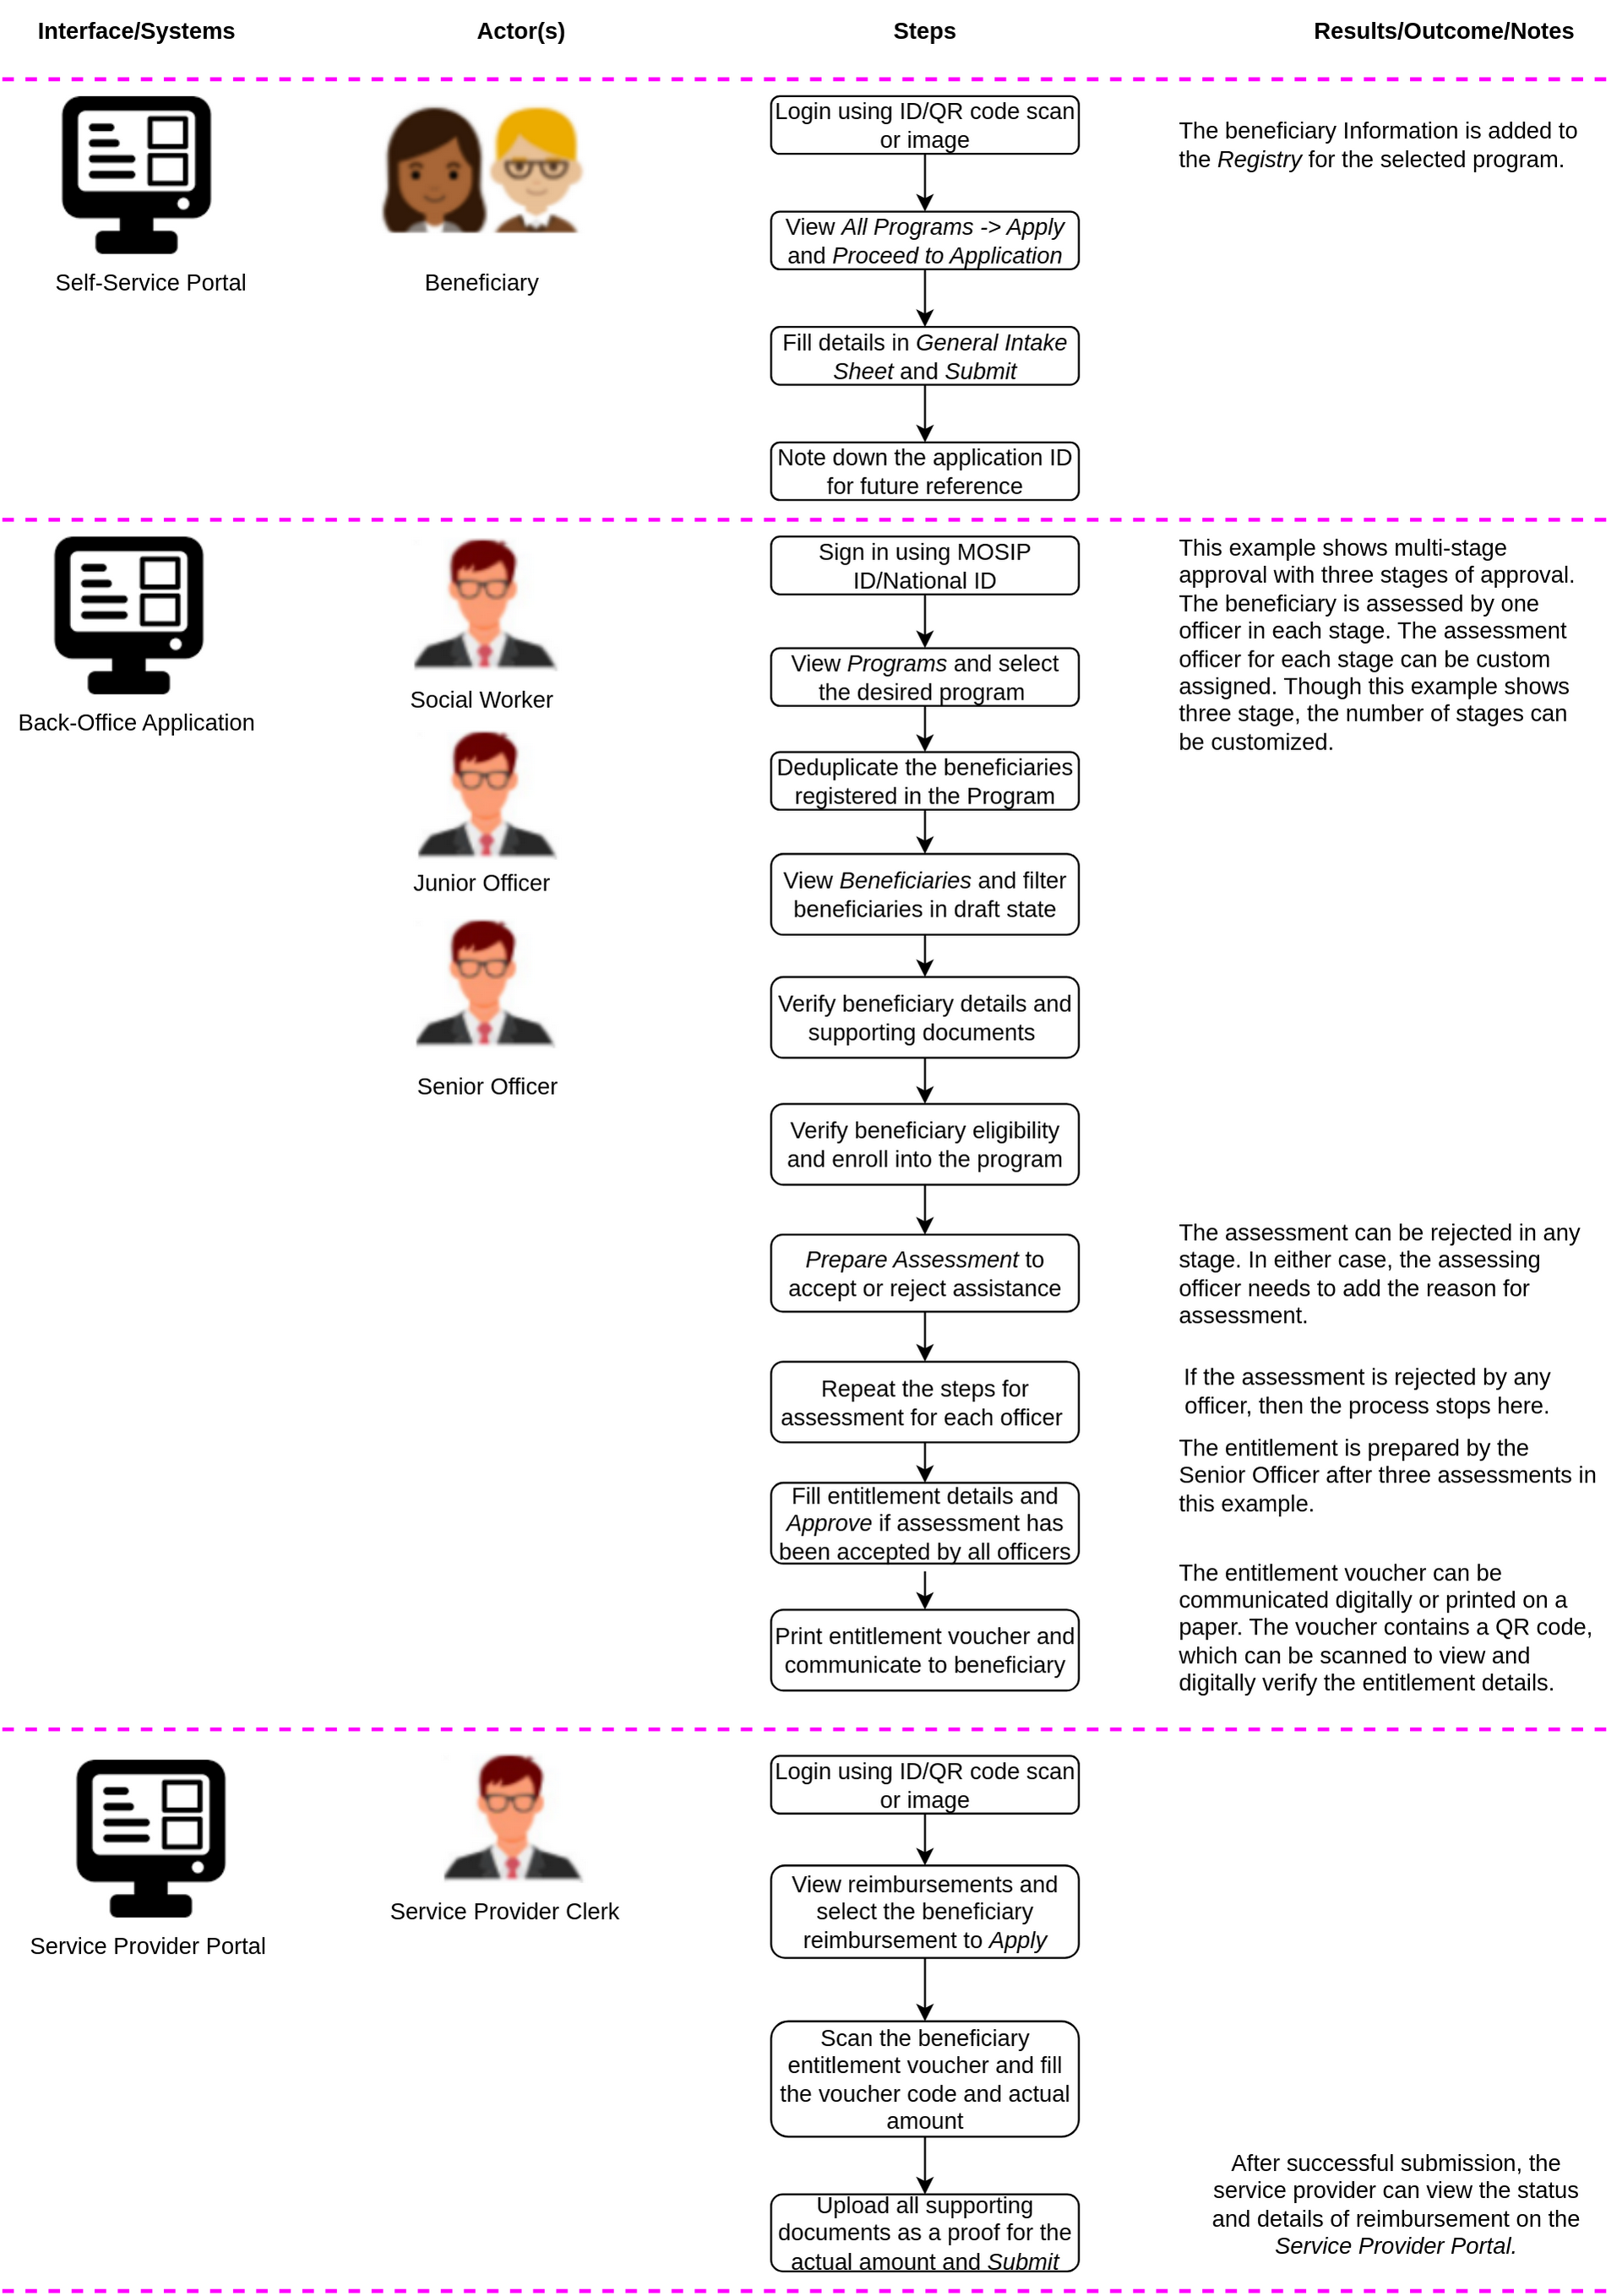 Interface/Systems
Actor(s)
Steps
Results/Outcome/Notes
Self-Service Portal
Beneficiary
Login using ID/QR code scan
or image
View All Programs -> Apply
and Proceed to Application
Fill details in General Intake
Sheet and Submit
Note down the application ID
for future reference
The beneficiary Information is added to
the Registry for the selected program.
Back-Office Application
Social Worker
Junior Officer
Senior Officer
Sign in using MOSIP
ID/National ID
View Programs and select
the desired program
Deduplicate the beneficiaries
registered in the Program
View Beneficiaries and filter
beneficiaries in draft state
Verify beneficiary details and
supporting documents
Verify beneficiary eligibility
and enroll into the program
Prepare Assessment to
accept or reject assistance
Repeat the steps for
assessment for each officer
Fill entitlement details and
Approve if assessment has
been accepted by all officers
Print entitlement voucher and
communicate to beneficiary
This example shows multi-stage
approval with three stages of approval.
The beneficiary is assessed by one
officer in each stage. The assessment
officer for each stage can be custom
assigned. Though this example shows
three stage, the number of stages can
be customized.
The assessment can be rejected in any
stage. In either case, the assessing
officer needs to add the reason for
assessment.
If the assessment is rejected by any
officer, then the process stops here.
The entitlement is prepared by the
Senior Officer after three assessments in
this example.
The entitlement voucher can be
communicated digitally or printed on a
paper. The voucher contains a QR code,
which can be scanned to view and
digitally verify the entitlement details.
Service Provider Portal
Service Provider Clerk
Login using ID/QR code scan
or image
View reimbursements and
select the beneficiary
reimbursement to Apply
Scan the beneficiary
entitlement voucher and fill
the voucher code and actual
amount
Upload all supporting
documents as a proof for the
actual amount and Submit
After successful submission, the
service provider can view the status
and details of reimbursement on the
Service Provider Portal.